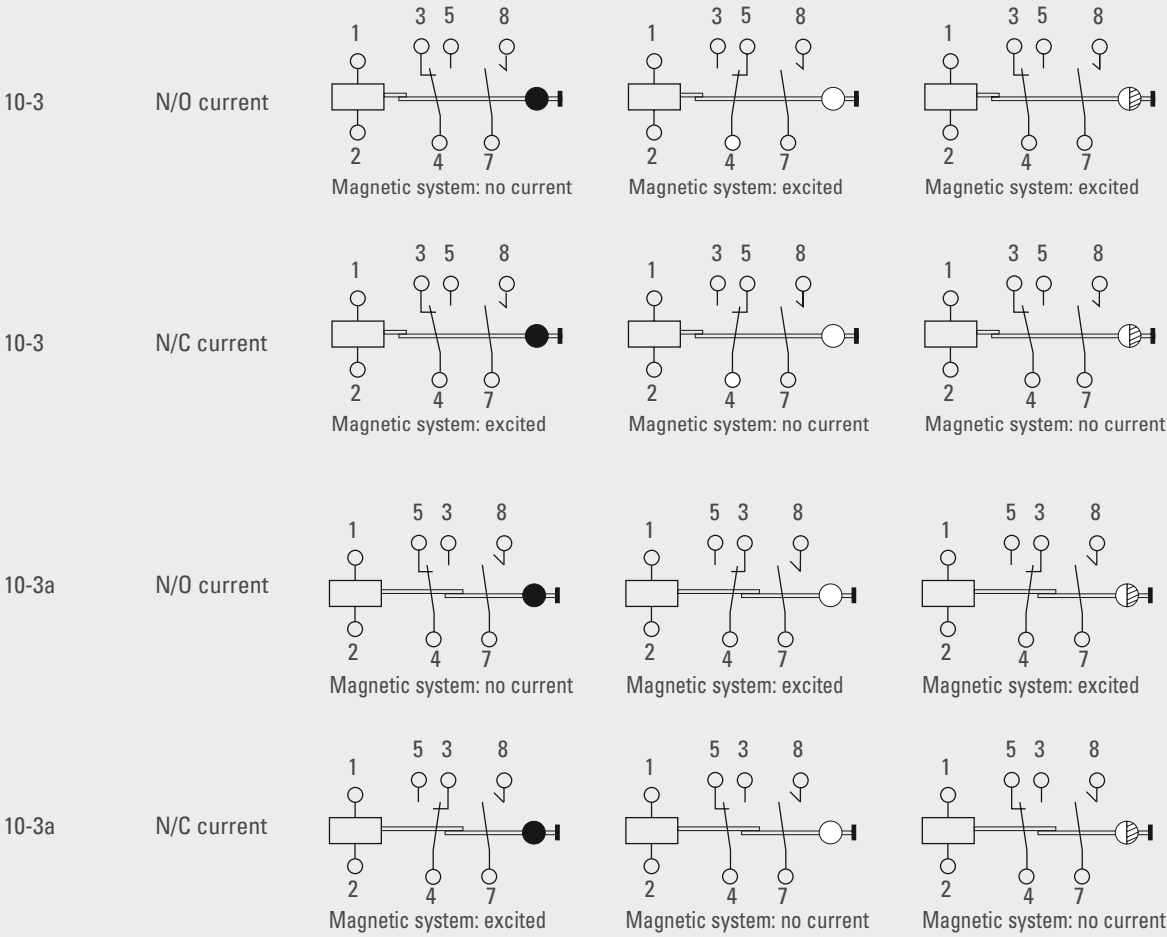 3 5 8 3 5 8 3 5 8
1 1 1
10-3 N/O current
2 4 7 2 4 7 2 4 7
Magnetic system: no current Magnetic system: excited Magnetic system: excited
3 5 8 3 5 8 3 5 8
1 1 1
10-3 N/C current
2 4 7 2 4 7 2 4 7
Magnetic system: excited Magnetic system: no current Magnetic system: no current
5 3 8 5 3 8 5 3 8
1 1 1
10-3a N/O current
2 4 7 2 4 7 2 4 7
Magnetic system: no current Magnetic system: excited Magnetic system: excited
5 3 8 5 3 8 5 3 8
1 1 1
10-3a N/C current
2 4 7 2 4 7 2 4 7
Magnetic system: excited Magnetic system: no current Magnetic system: no current